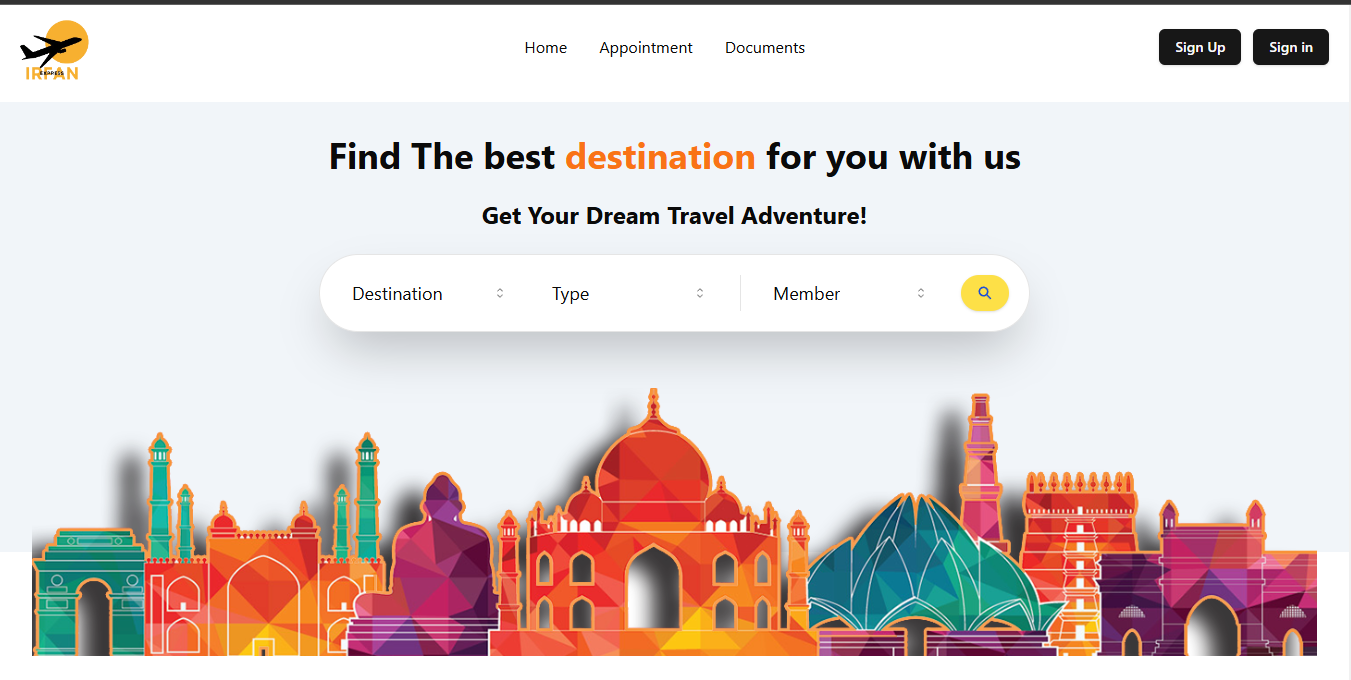 IRFAN
EXPRESS
Home Appointment Documents
Sign Up Sign in
Find The best destination for you with us
Get Your Dream Travel Adventure!
Destination Type Member